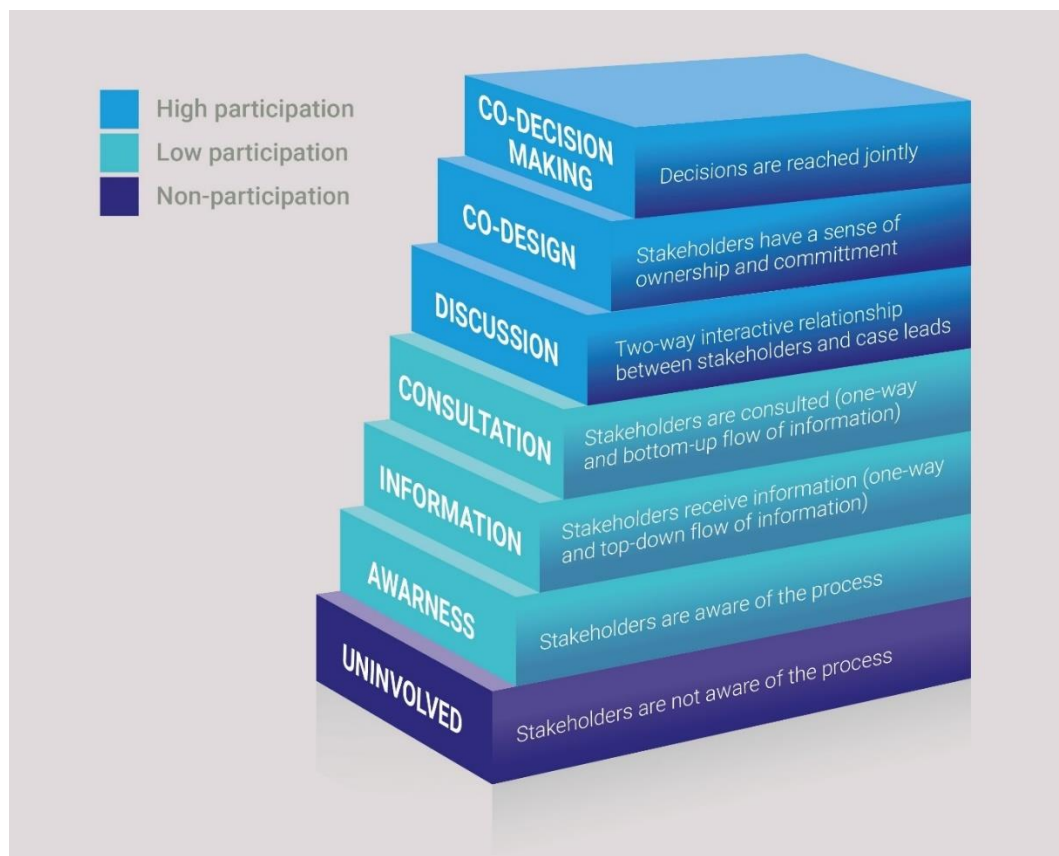 High participation
Low participation
Non-participation
CO-DECISION
MAKING
Decisions are reached jointly
CO-DESIGN
Stakeholders have a sense of
ownership and committment
DISCUSSION
Two-way interactive relationship
between stakeholders and case leads
CONSULTATION
Stakeholders are consulted (one-way
and bottom-up flow of information)
INFORMATION
Stakeholders receive information (one-way
and top-down flow of information)
AWARNESS
Stakeholders are aware of the process
UNINVOLVED
Stakeholders are not aware of the process